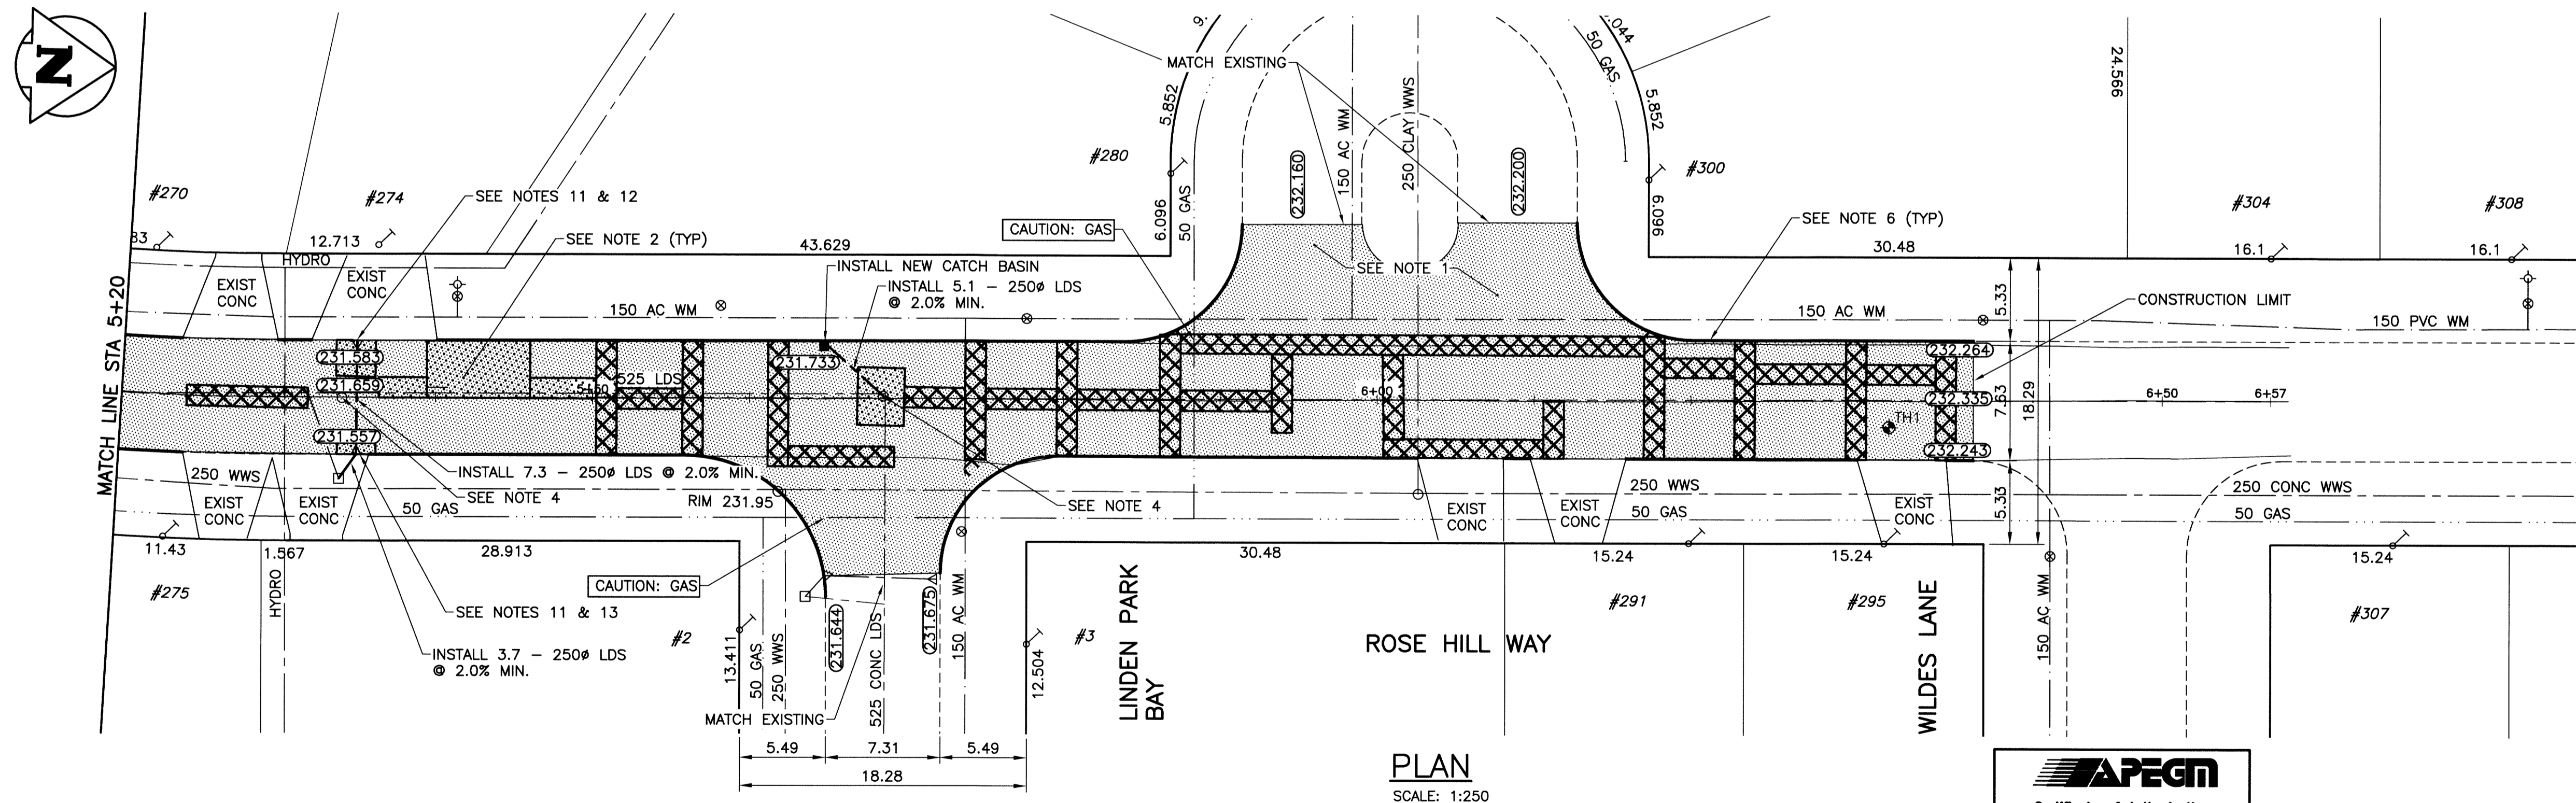 N
MATCH LINE STA 5+20
#270
#274
#280
#300
#304
#308
83
12.713
43.629
HYDRO
EXIST
CONC
EXIST
CONC
SEE NOTES 11 & 12
SEE NOTE 2 (TYP)
INSTALL NEW CATCH BASIN
INSTALL 5.1 - 250ø LDS
@ 2.0% MIN.
150 AC WM
CAUTION: GAS
MATCH EXISTING
9.
5.852
6.096
50 GAS
232.160
150 AC WM
250 CLAY WWS
232.200
.044
50 GAS
5.852
6.096
SEE NOTE 1
SEE NOTE 6 (TYP)
30.48
24.566
16.1
16.1
5.33
7.63
18.29
5.33
CONSTRUCTION LIMIT
150 AC WM
150 PVC WM
231.583
231.659
231.557
5+50
525 LDS
231.733
6+00
TH1
232.264
232.335
232.243
6+50
6+57
250 WWS
EXIST
CONC
EXIST
CONC
50 GAS
INSTALL 7.3 - 250ø LDS @ 2.0% MIN.
SEE NOTE 4
RIM 231.95
SEE NOTE 4
250 WWS
50 GAS
EXIST
CONC
EXIST
CONC
EXIST
CONC
250 CONC WWS
50 GAS
11.43
1.567
28.913
30.48
15.24
15.24
15.24
#275
HYDRO
CAUTION: GAS
SEE NOTES 11 & 13
INSTALL 3.7 - 250ø LDS
@ 2.0% MIN.
#2
13.411
50 GAS
250 WWS
231.644
525 CONC LDS
231.675
150 AC WM
12.504
#3
MATCH EXISTING
5.49
7.31
5.49
18.28
LINDEN PARK
BAY
ROSE HILL WAY
#291
#295
WILDES LANE
150 AC WM
#307
PLAN
SCALE: 1:250
APEGM